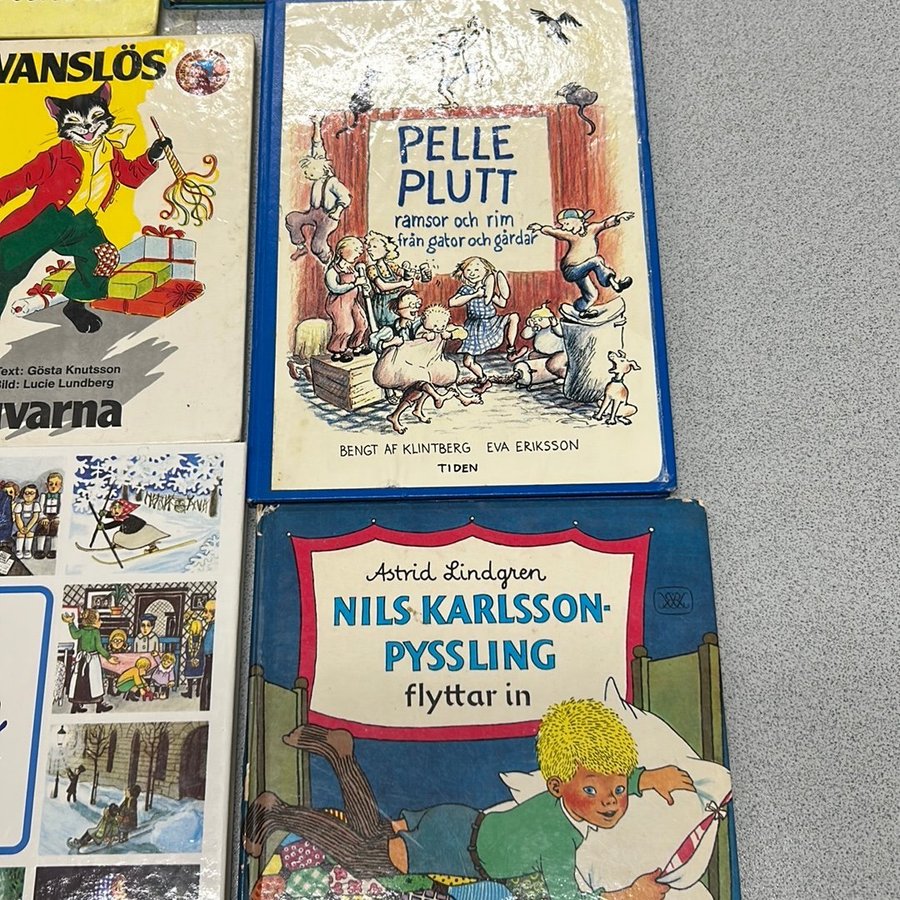 VANSLÖS
Text: Gösta Knutsson
Bild: Lucie Lundberg
PELLE
PLUTT
ramsor och rim
från gator och gårdar
BENGT AF KLINTBERG EVA ERIKSSON
TIDEN
Astrid Lindgren
NILS KARLSSON-
PYSSLING
flyttar in